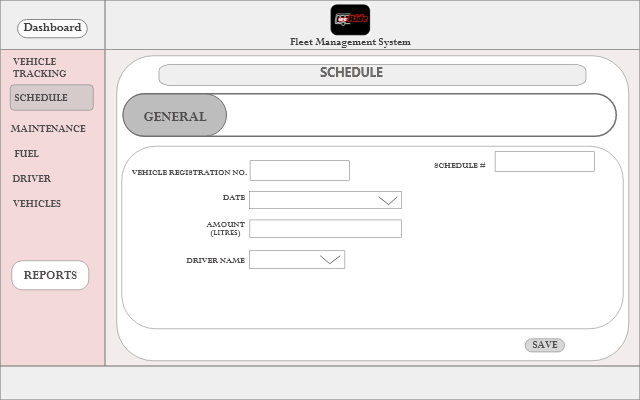 Dashboard
Fleet Management System
VEHICLE
TRACKING
SCHEDULE
MAINTENANCE
FUEL
DRIVER
VEHICLES
REPORTS
SCHEDULE
GENERAL
VEHICLE REGISTRATION NO.
SCHEDULE #
DATE
AMOUNT
(LITRES)
DRIVER NAME
SAVE